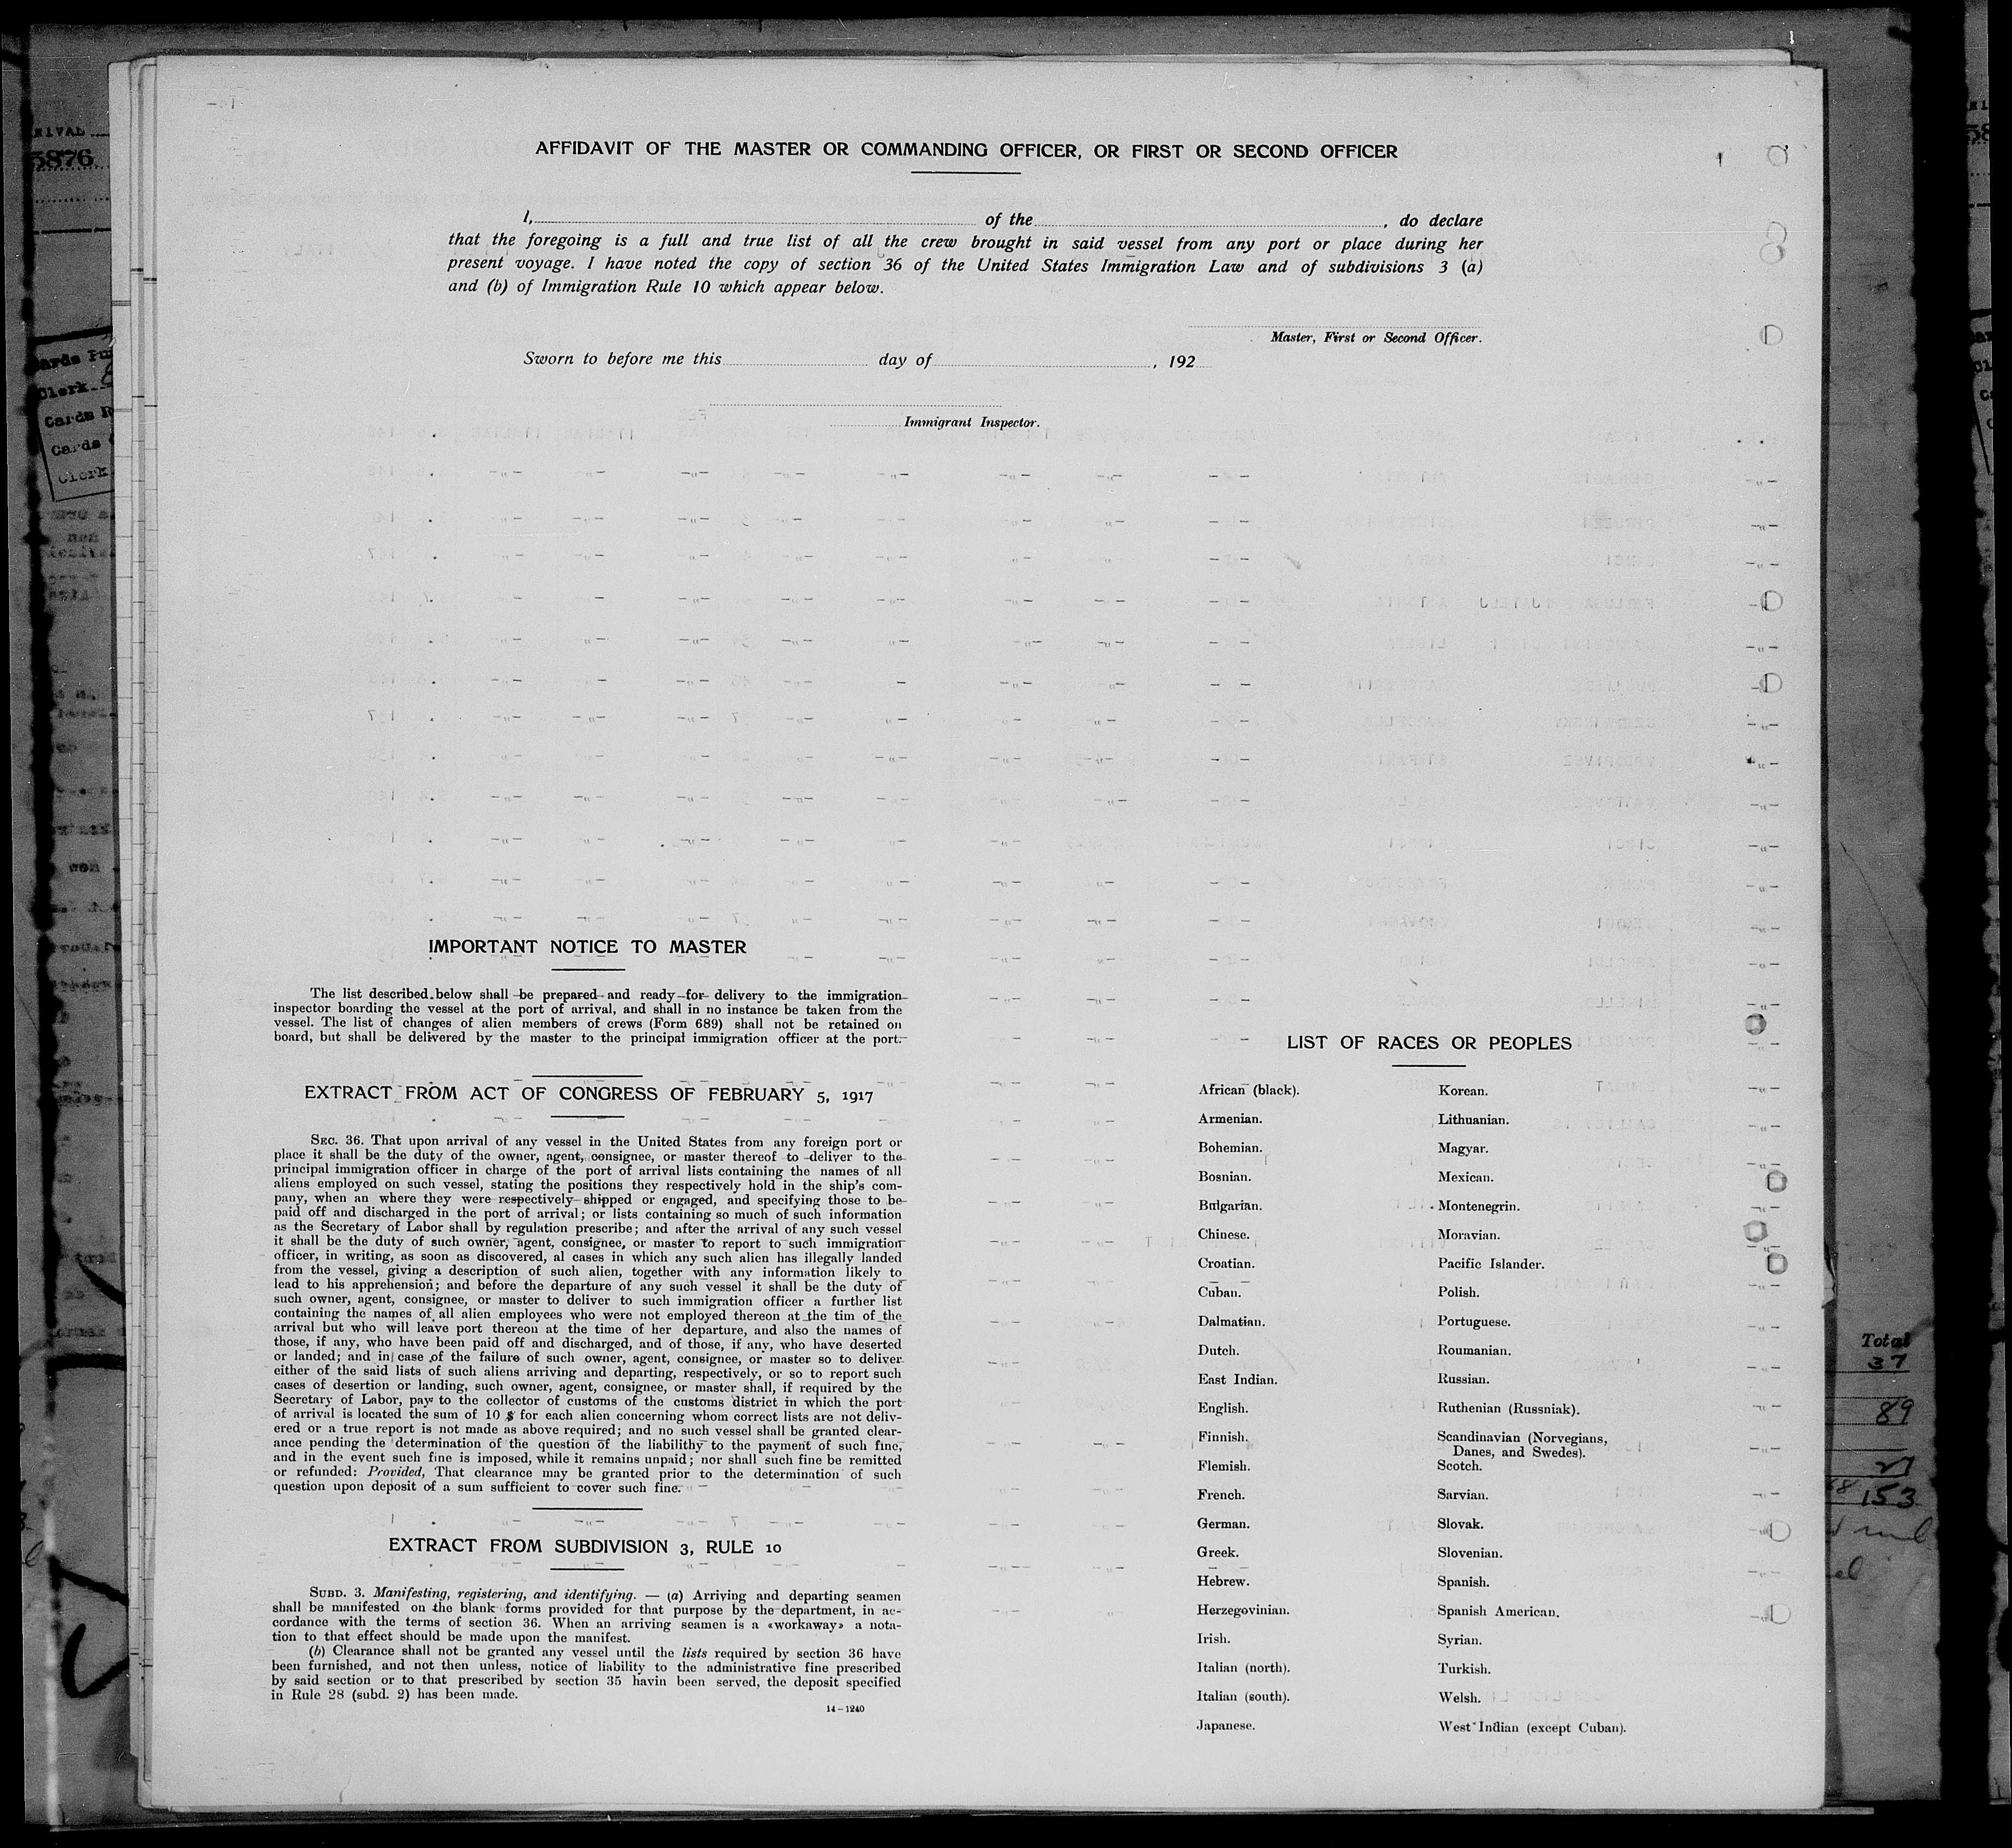 AFFIDAVIT OF THE MASTER OR COMMANDING OFFICER, OR FIRST OR SECOND OFFICER
I, of the , do declare
that the foregoing is a full and true list of all the crew brought in said vessel from any port or place during her
present voyage. I have noted the copy of section 36 of the United States Immigration Law and of subdivisions 3 (a)
and (b) of Immigration Rule 10 which appear below.
Master, First or Second Officer.
Sworn to before me this day of , 192
Immigrant Inspector.
IMPORTANT NOTICE TO MASTER
The list described below shall be prepared and ready for delivery to the immigration
inspector boarding the vessel at the port of arrival, and shall in no instance be taken from the
vessel. The list of changes of alien members of crews (Form 689) shall not be retained on
board, but shall be delivered by the master to the principal immigration officer at the port.
EXTRACT FROM ACT OF CONGRESS OF FEBRUARY 5, 1917
SEC. 36. That upon arrival of any vessel in the United States from any foreign port or
place it shall be the duty of the owner, agent, consignee, or master thereof to deliver to the
principal immigration officer in charge of the port of arrival lists containing the names of all
aliens employed on such vessel, stating the positions they respectively hold in the ship's com-
pany, when an where they were respectively shipped or engaged, and specifying those to be
paid off and discharged in the port of arrival; or lists containing so much of such information
as the Secretary of Labor shall by regulation prescribe; and after the arrival of any such vessel
it shall be the duty of such owner, agent, consignee, or master to report to such immigration
officer, in writing, as soon as discovered, al cases in which any such alien has illegally landed
from the vessel, giving a description of such alien, together with any information likely to
lead to his apprehension; and before the departure of any such vessel it shall be the duty of
such owner, agent, consignee, or master to deliver to such immigration officer a further list
containing the names of all alien employees who were not employed thereon at the tim of the
arrival but who will leave port thereon at the time of her departure, and also the names of
those, if any, who have been paid off and discharged, and of those, if any, who have deserted
or landed; and in case of the failure of such owner, agent, consignee, or master so to deliver
either of the said lists of such aliens arriving and departing, respectively, or so to report such
cases of desertion or landing, such owner, agent, consignee, or master shall, if required by the
Secretary of Labor, pay to the collector of customs of the customs district in which the port
of arrival is located the sum of 10 $ for each alien concerning whom correct lists are not deliv-
ered or a true report is not made as above required; and no such vessel shall be granted clear-
ance pending the determination of the question of the liabilithy to the payment of such fine,
and in the event such fine is imposed, while it remains unpaid; nor shall such fine be remitted
or refunded: Provided, That clearance may be granted prior to the determination of such
question upon deposit of a sum sufficient to cover such fine.
EXTRACT FROM SUBDIVISION 3, RULE 10
SUBD. 3. Manifesting, registering, and identifying. — (a) Arriving and departing seamen
shall be manifested on the blank forms provided for that purpose by the department, in ac-
cordance with the terms of section 36. When an arriving seamen is a «workaway» a nota-
tion to that effect should be made upon the manifest.
(b) Clearance shall not be granted any vessel until the lists required by section 36 have
been furnished, and not then unless, notice of liability to the administrative fine prescribed
by said section or to that prescribed by section 35 havin been served, the deposit specified
in Rule 28 (subd. 2) has been made.
14-1240
LIST OF RACES OR PEOPLES
African (black).
Armenian.
Bohemian.
Bosnian.
Bulgarian.
Chinese.
Croatian.
Cuban.
Dalmatian.
Dutch.
East Indian.
English.
Finnish.
Flemish.
French.
German.
Greek.
Hebrew.
Herzegovinian.
Irish.
Italian (north).
Italian (south).
Japanese.
Korean.
Lithuanian.
Magyar.
Mexican.
Montenegrin.
Moravian.
Pacific Islander.
Polish.
Portuguese.
Roumanian.
Russian.
Ruthenian (Russniak).
Scandinavian (Norvegians,
Danes, and Swedes).
Scotch.
Sarvian.
Slovak.
Slovenian.
Spanish.
Spanish American.
Syrian.
Turkish.
Welsh.
West Indian (except Cuban).
5876
Clerk
Cards
Cards
Clerk
Total
37
89
153